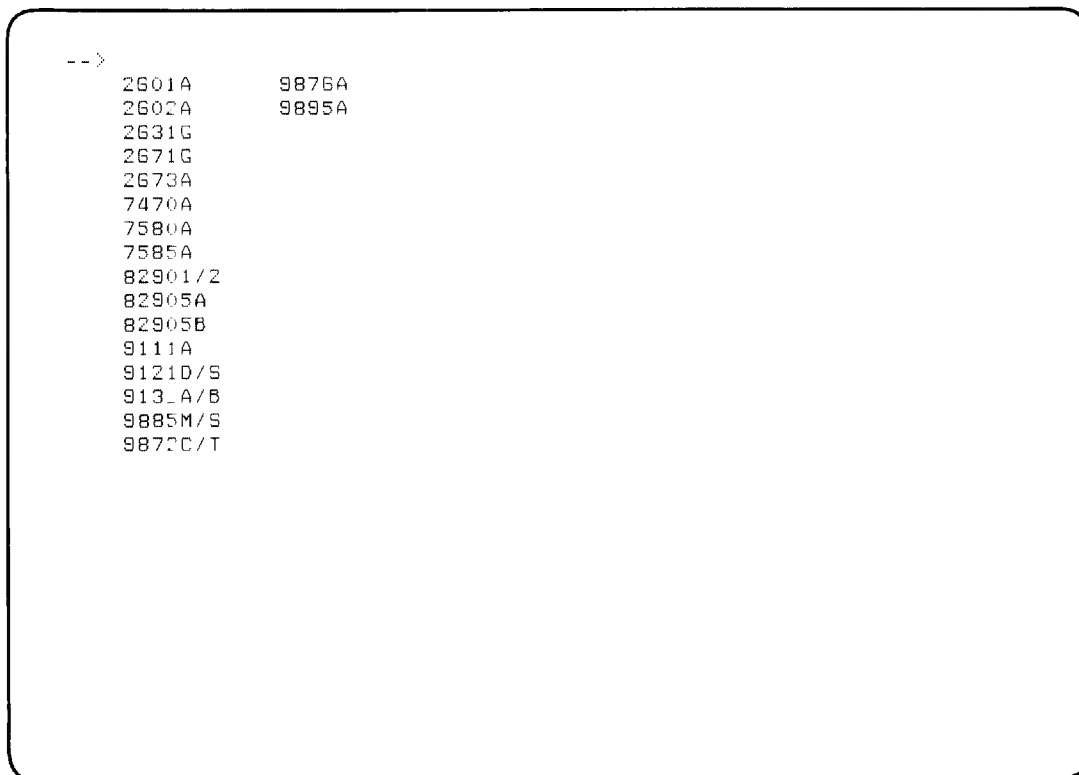 -->
2601A 9876A
2602A 9895A
2631G
2671G
2673A
7470A
7580A
7585A
82901/2
82905A
82905B
9111A
9121D/S
913_A/B
9885M/S
9872C/T